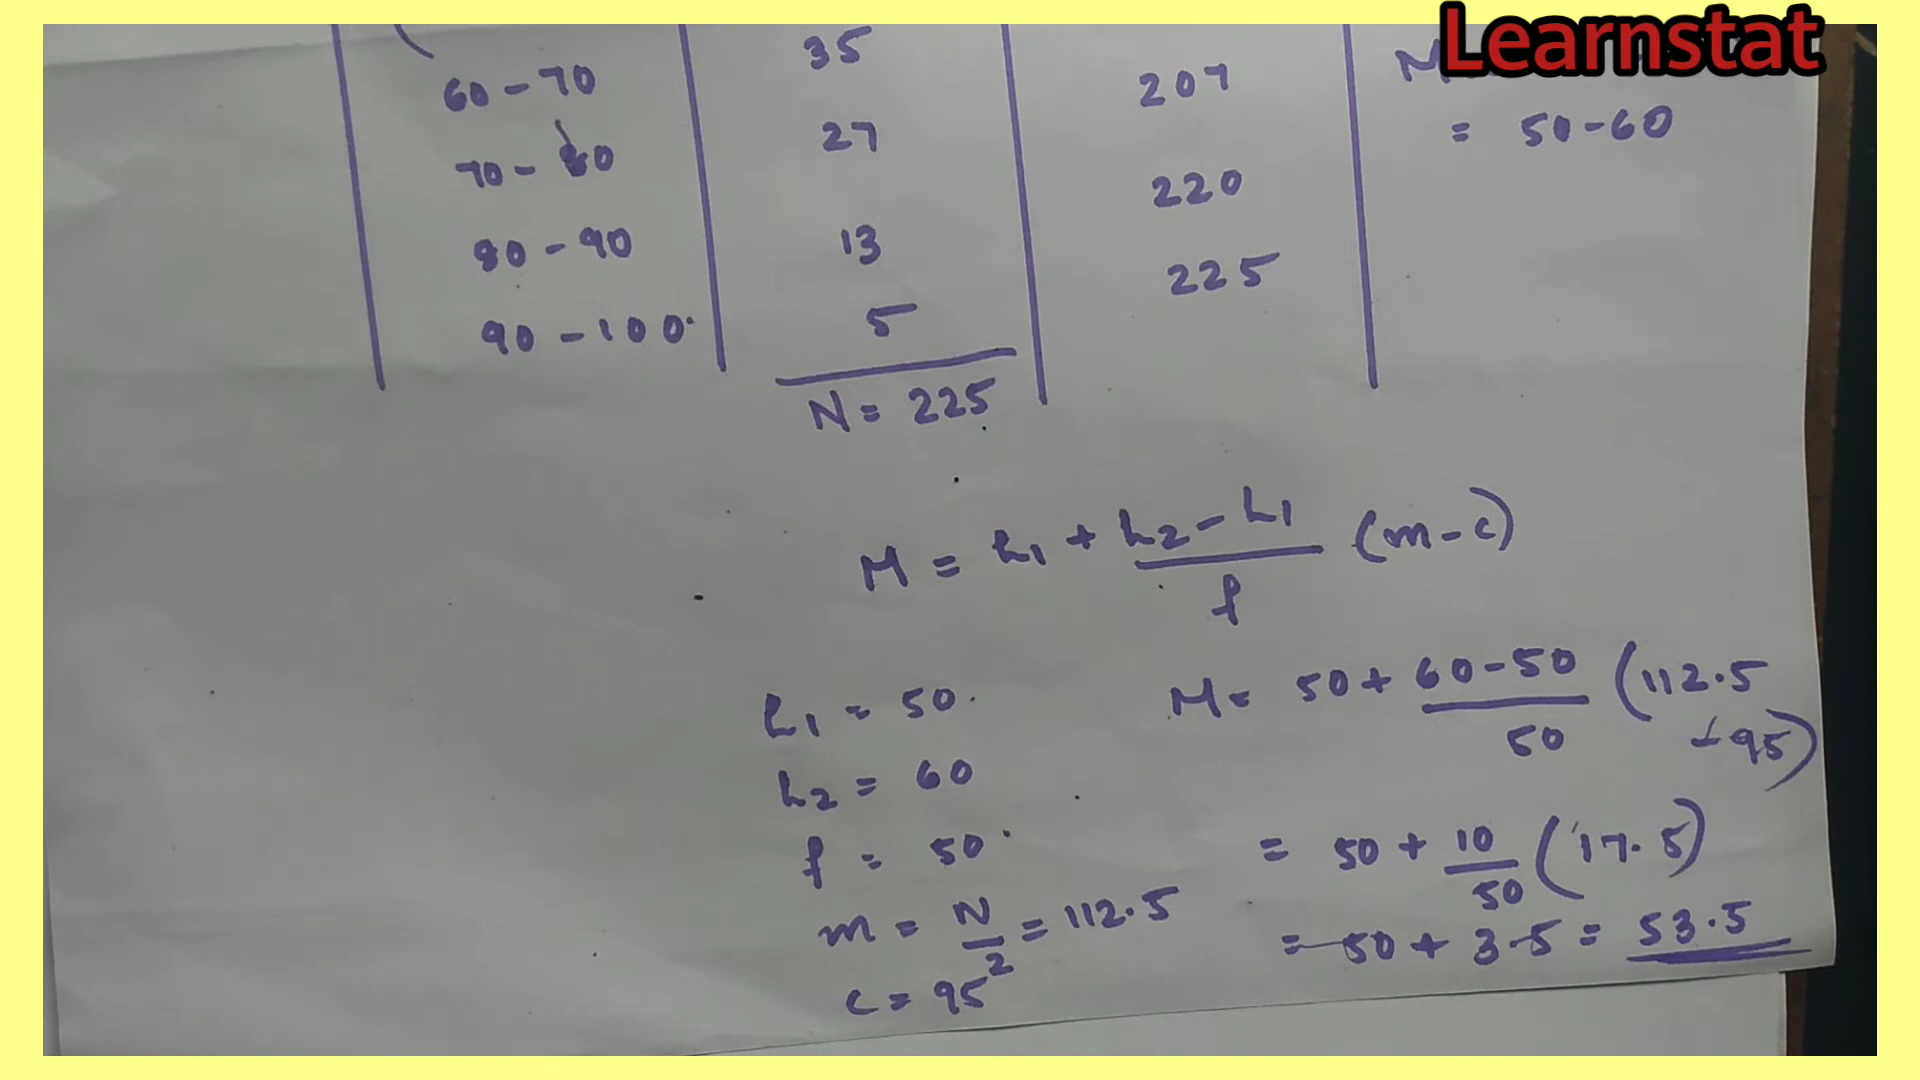 Learnstat
60-70 35 207
= 50-60
70-80 27 220
80-90 13 225
90-100 5
N = 225
M = l1 + l2 - l1 / f (m-c)
l1 = 50
l2 = 60
f = 50
m = N/2 = 112.5
c = 95
M = 50 + 60-50 / 50 (112.5
-95)
= 50 + 10/50 (17.5)
= 50 + 3.5 = 53.5